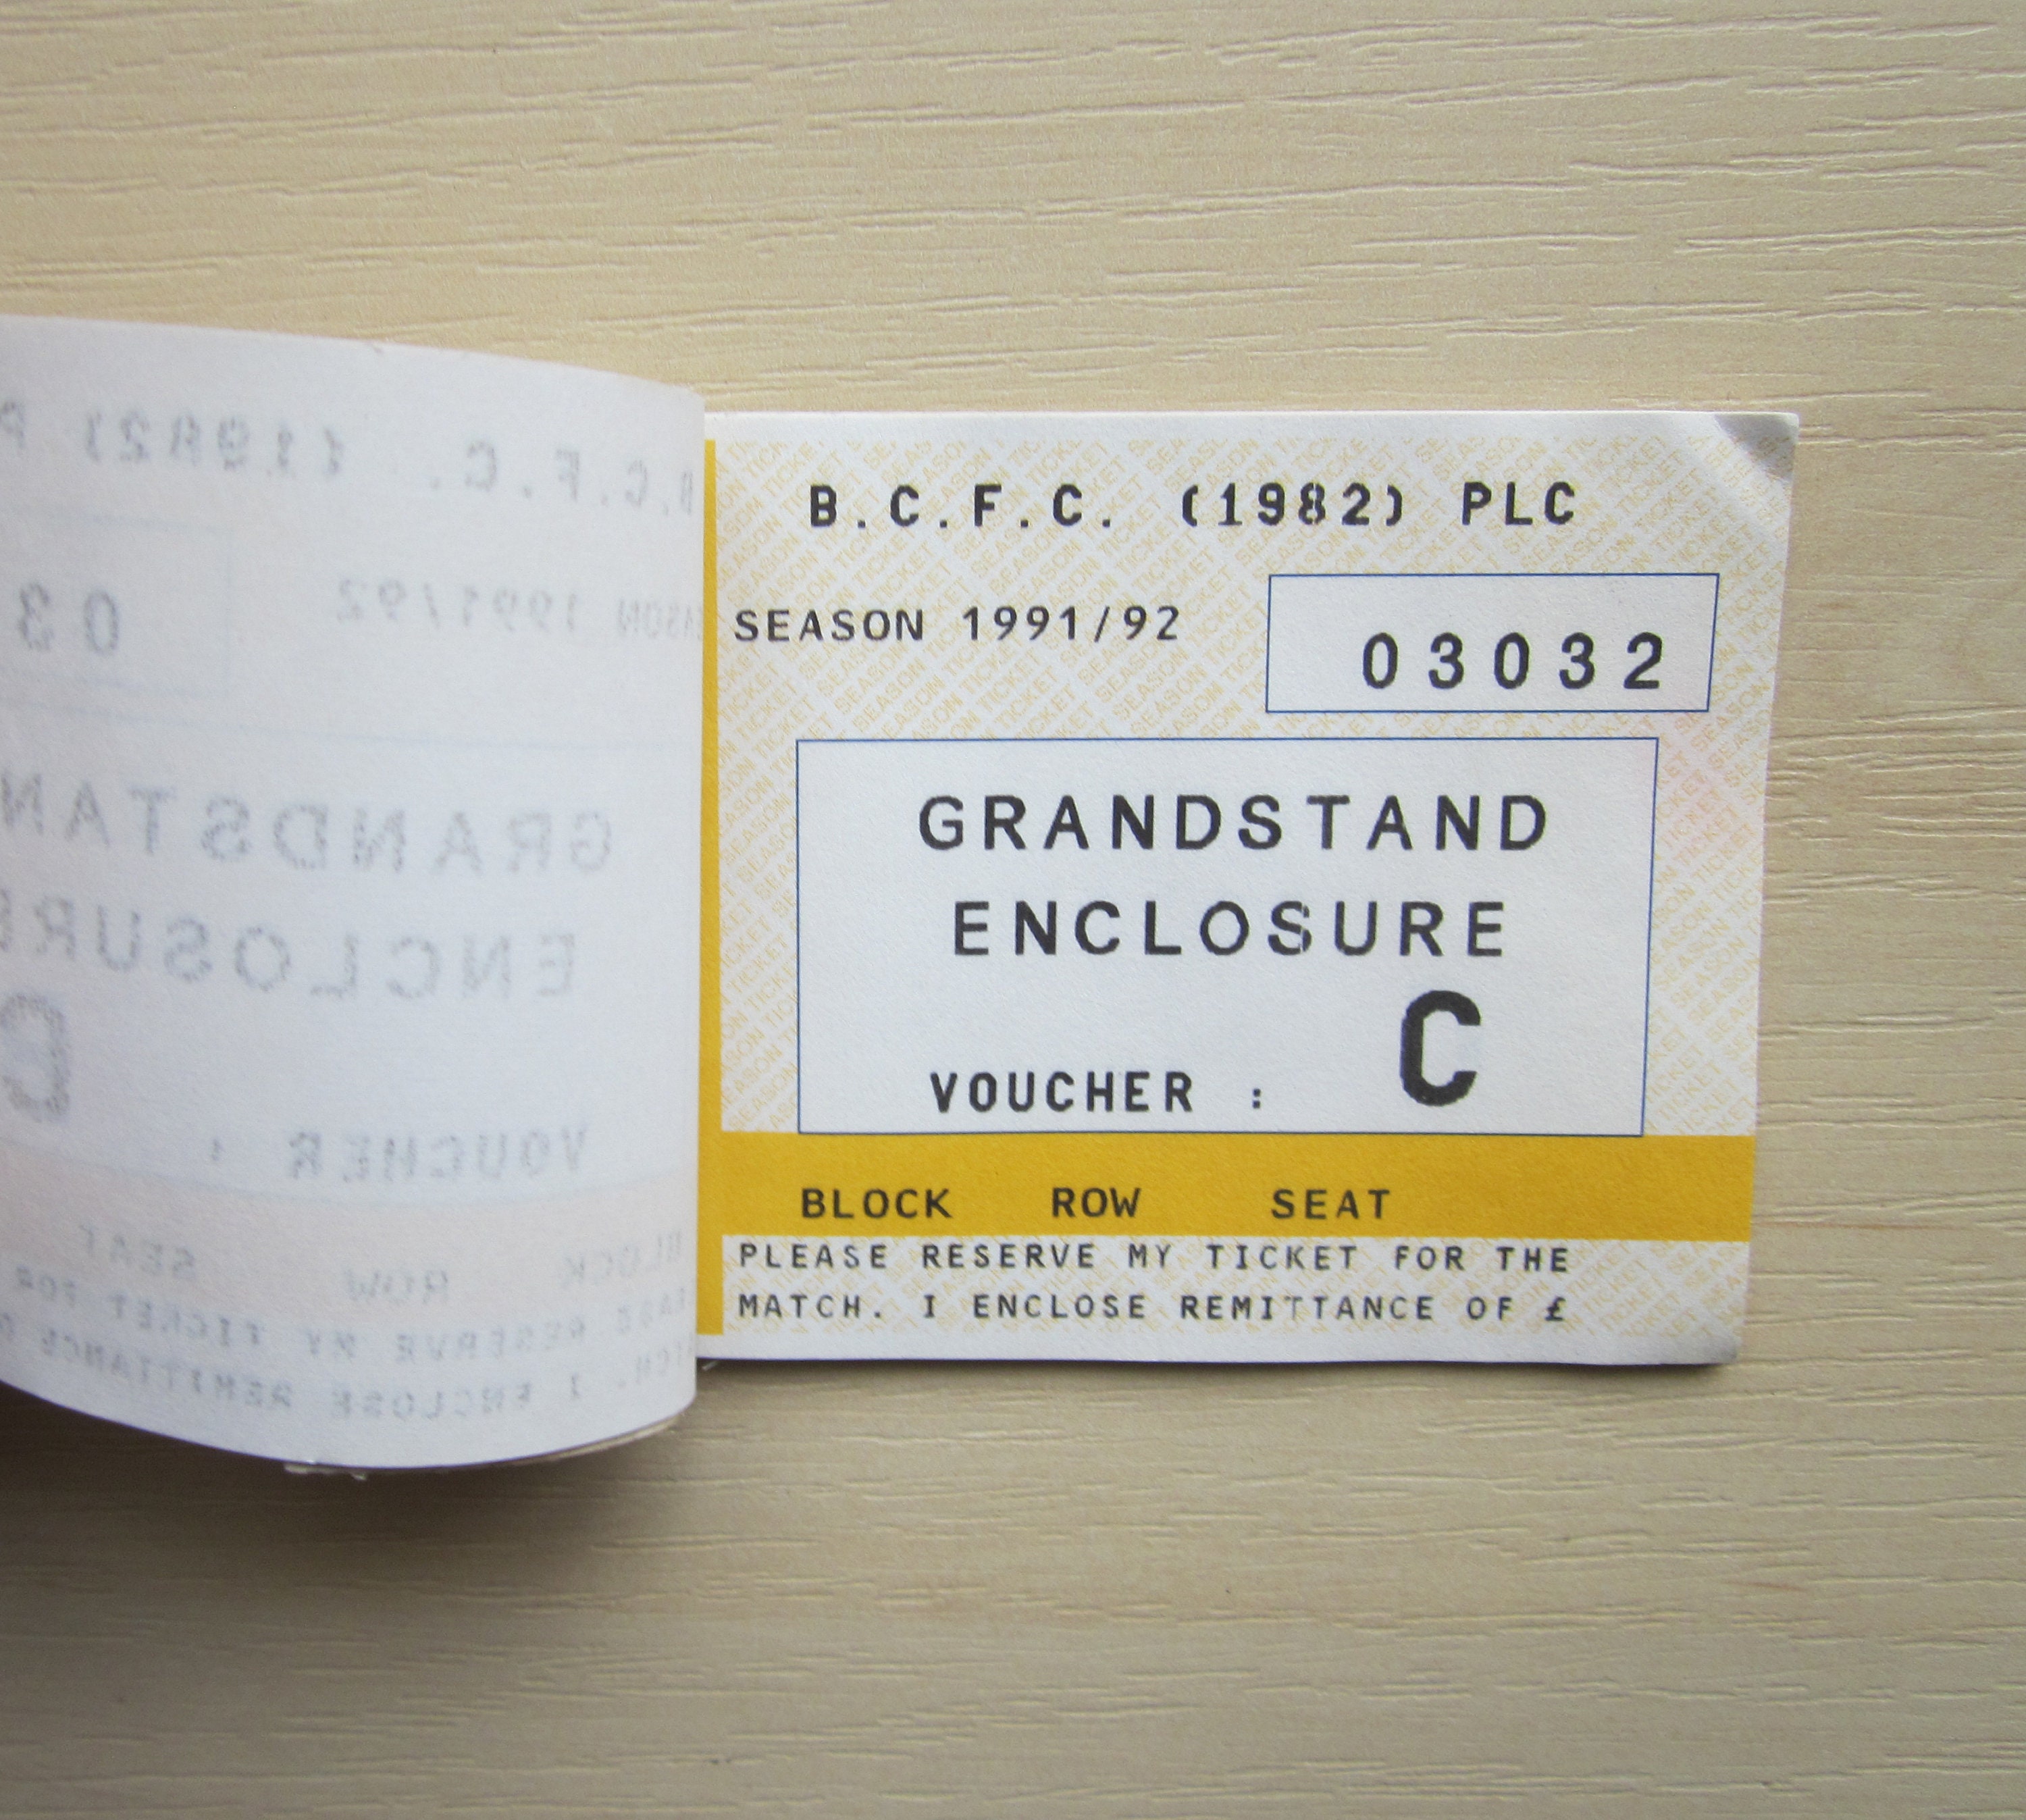 B.C.F.C. (1982) PLC
SEASON 1991/92
03032
GRANDSTAND
ENCLOSURE
VOUCHER : C
BLOCK ROW SEAT
PLEASE RESERVE MY TICKET FOR THE
MATCH. I ENCLOSE REMITTANCE OF £